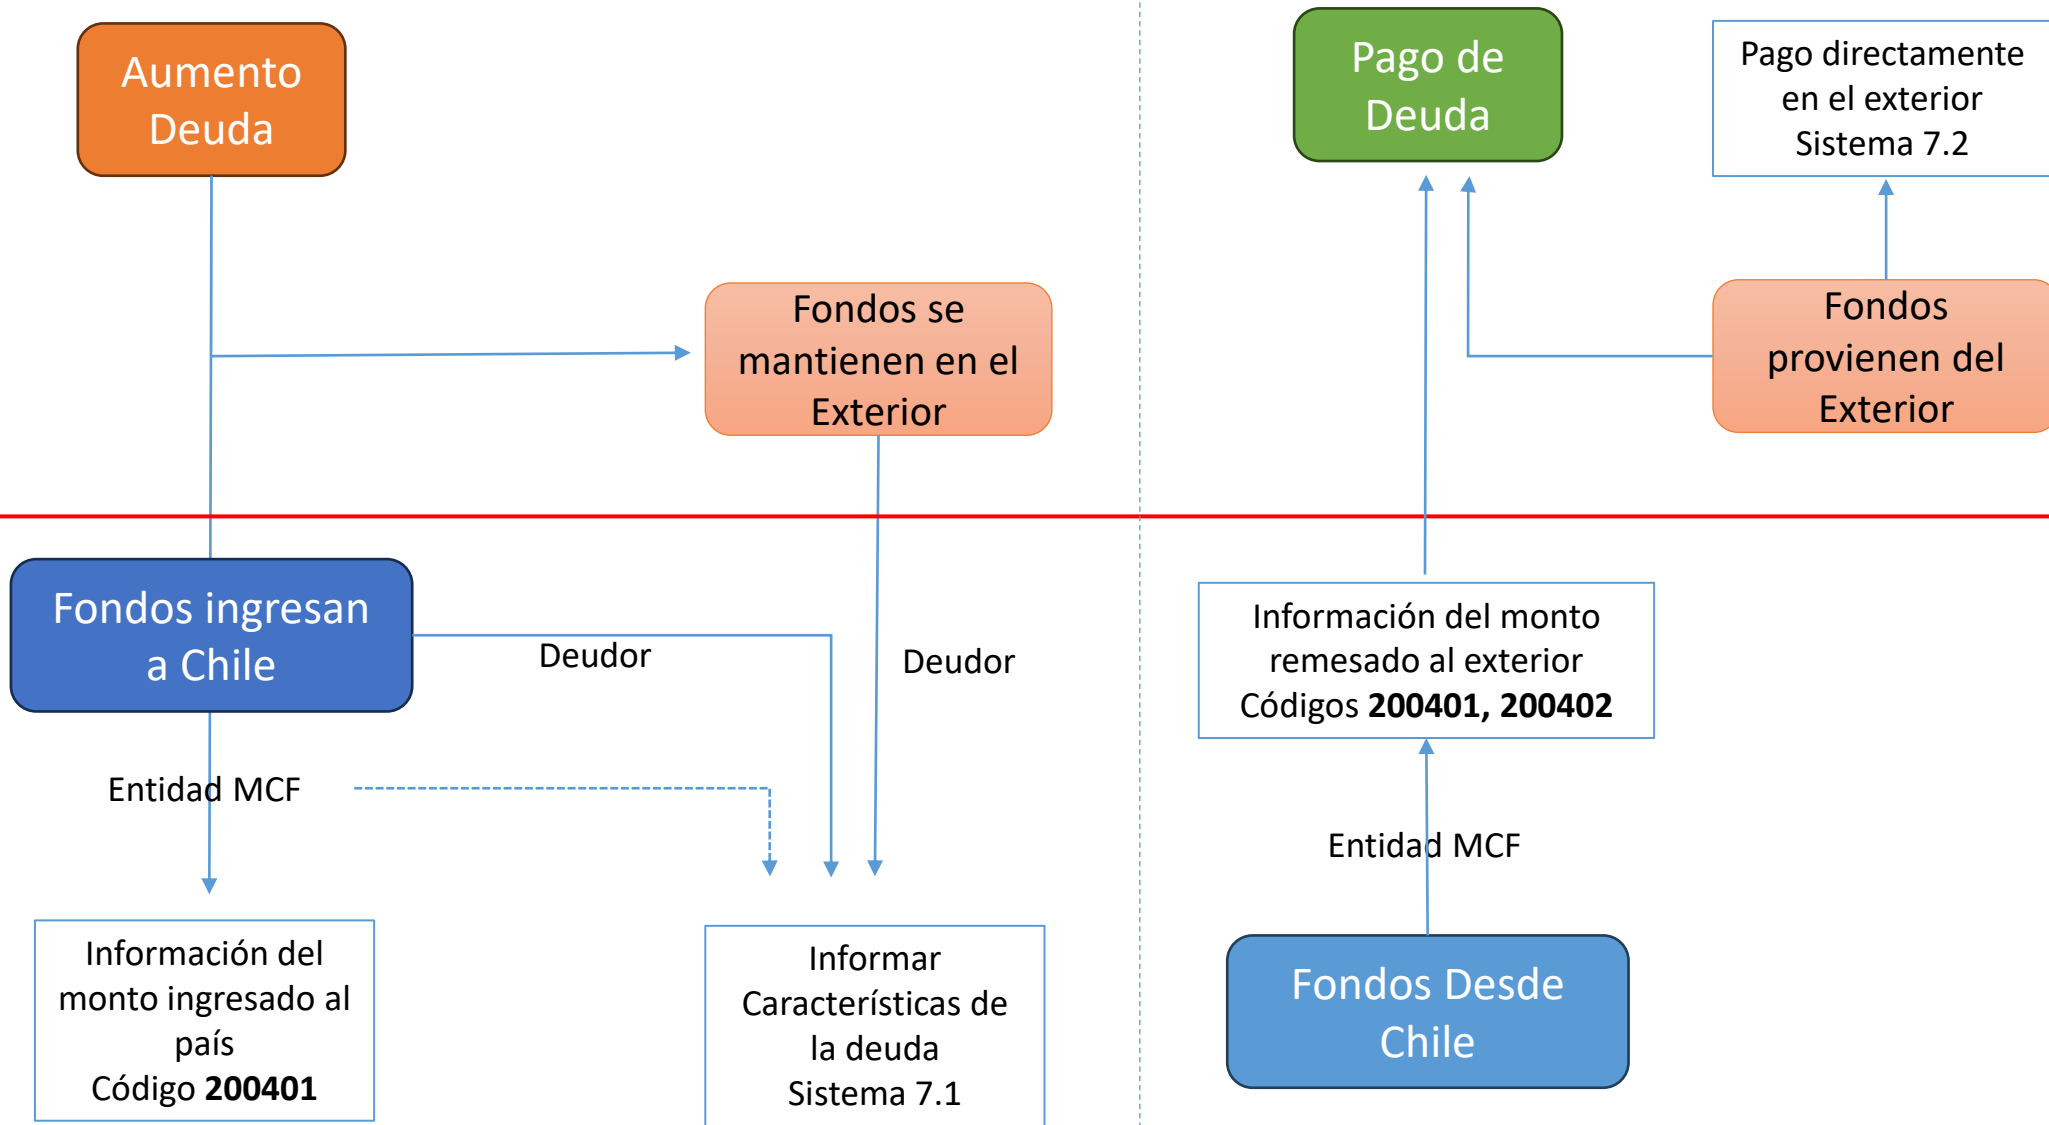 Aumento
Deuda
Fondos se
mantienen en el
Exterior
Fondos ingresan
a Chile
Deudor
Deudor
Entidad MCF
Información del
monto ingresado al
país
Código 200401
Informar
Característícas de
la deuda
Sistema 7.1
Pago de
Deuda
Pago directamente
en el exterior
Sistema 7.2
Fondos
provienen del
Exterior
Información del monto
remesado al exterior
Códigos 200401, 200402
Entidad MCF
Fondos Desde
Chile